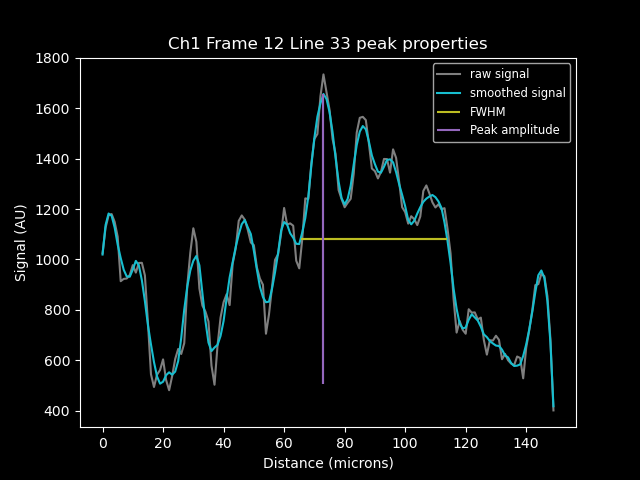 Ch1 Frame 12 Line 33 peak properties
raw signal
smoothed signal
FWHM
Peak amplitude
Signal (AU)
1800
1600
1400
1200
1000
800
600
400
0 20 40 60 80 100 120 140
Distance (microns)